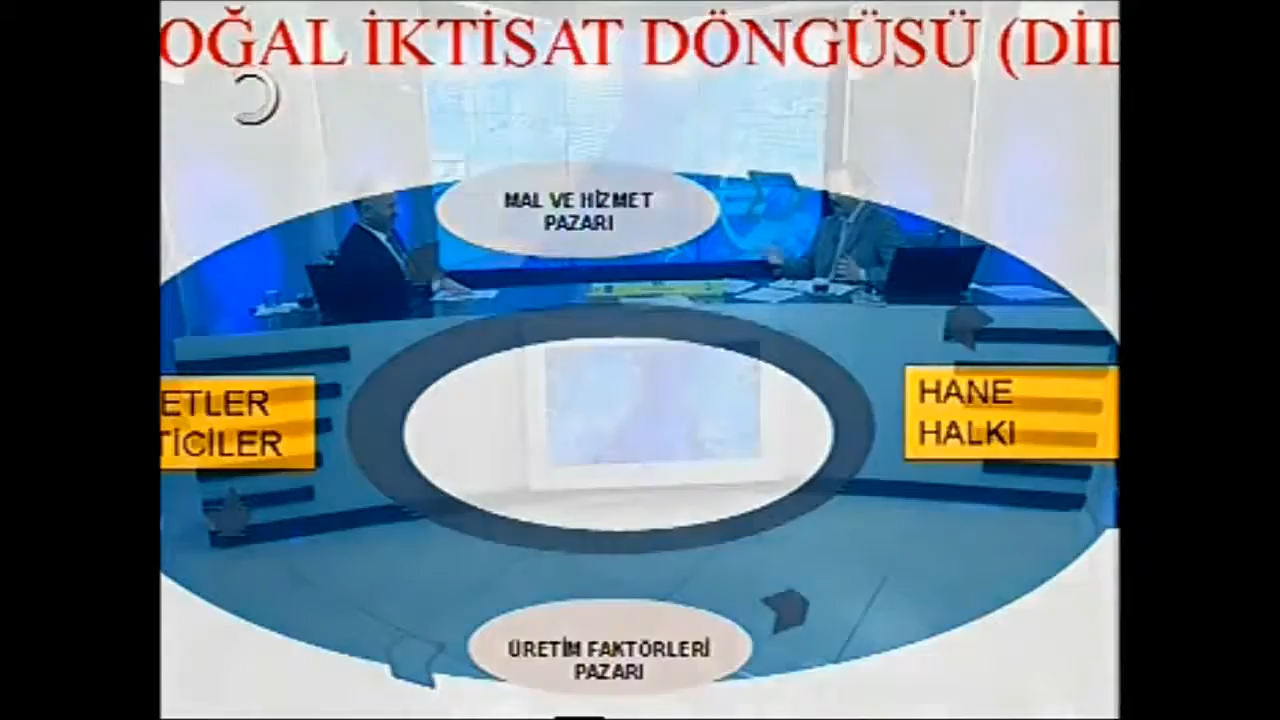 OĞAL İKTİSAT DÖNGÜSÜ (DİD
MAL VE HİZMET
PAZARI
ETLER
TİCİLER
HANE
HALKI
ÜRETİM FAKTÖRLERİ
PAZARI